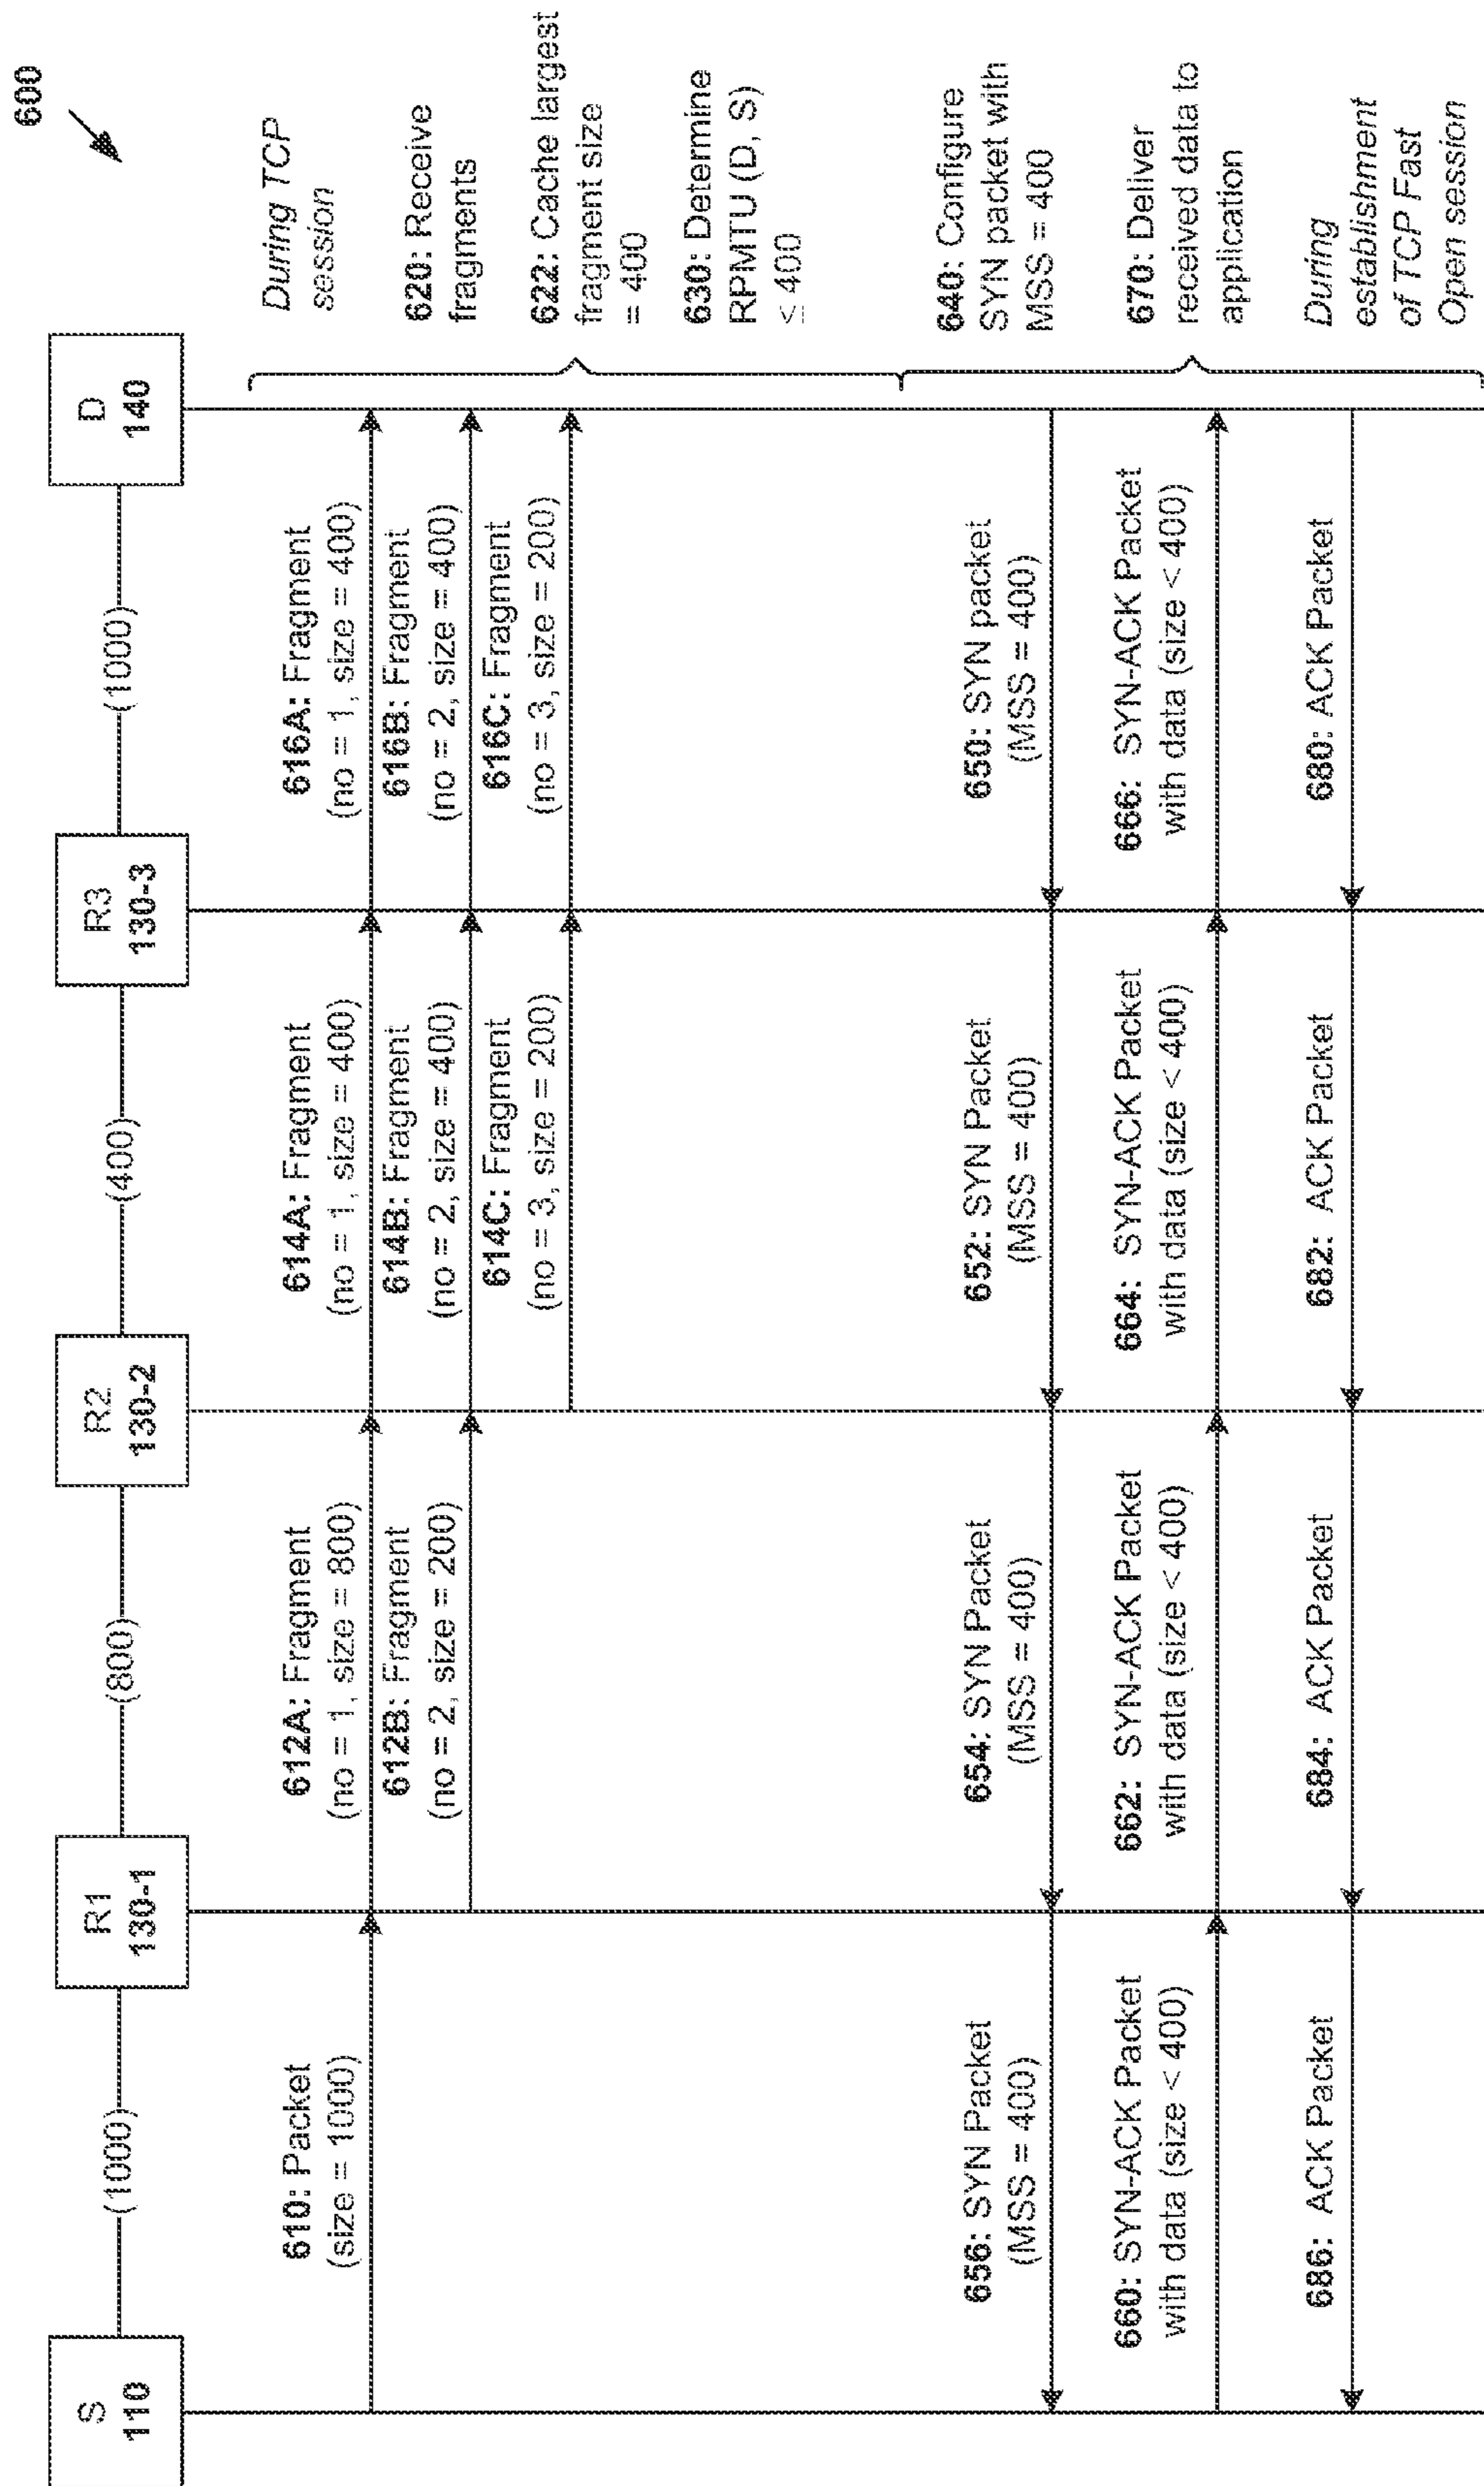 600
S
110
(1000)
R1
130-1
(800)
R2
130-2
(400)
R3
130-3
(1000)
D
140
During TCP
session
610: Packet
(size = 1000)
612A: Fragment
(no = 1, size = 800)
612B: Fragment
(no = 2, size = 200)
614A: Fragment
(no = 1, size = 400)
614B: Fragment
(no = 2, size = 400)
614C: Fragment
(no = 3, size = 200)
616A: Fragment
(no = 1, size = 400)
616B: Fragment
(no = 2, size = 400)
616C: Fragment
(no = 3, size = 200)
620: Receive
fragments
622: Cache largest
fragment size
= 400
630: Determine
RPMTU (D, S)
≤ 400
640: Configure
SYN packet with
MSS = 400
650: SYN packet
(MSS = 400)
652: SYN Packet
(MSS = 400)
654: SYN Packet
(MSS = 400)
656: SYN Packet
(MSS = 400)
660: SYN-ACK Packet
with data (size < 400)
662: SYN-ACK Packet
with data (size < 400)
664: SYN-ACK Packet
with data (size < 400)
666: SYN-ACK Packet
with data (size < 400)
670: Deliver
received data to
application
680: ACK Packet
682: ACK Packet
684: ACK Packet
686: ACK Packet
During
establishment
of TCP Fast
Open session